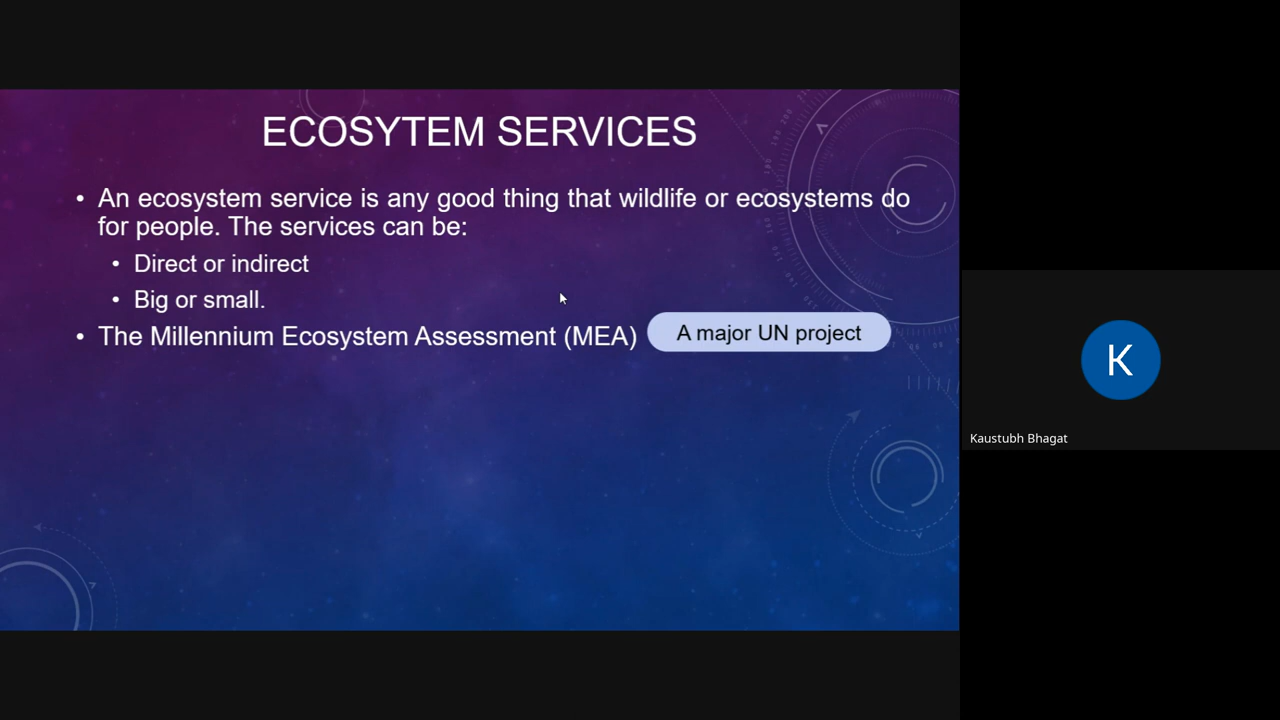 ECOSYTEM SERVICES
• An ecosystem service is any good thing that wildlife or ecosystems do
for people. The services can be:
• Direct or indirect
• Big or small.
• The Millennium Ecosystem Assessment (MEA)
A major UN project
K
Kaustubh Bhagat